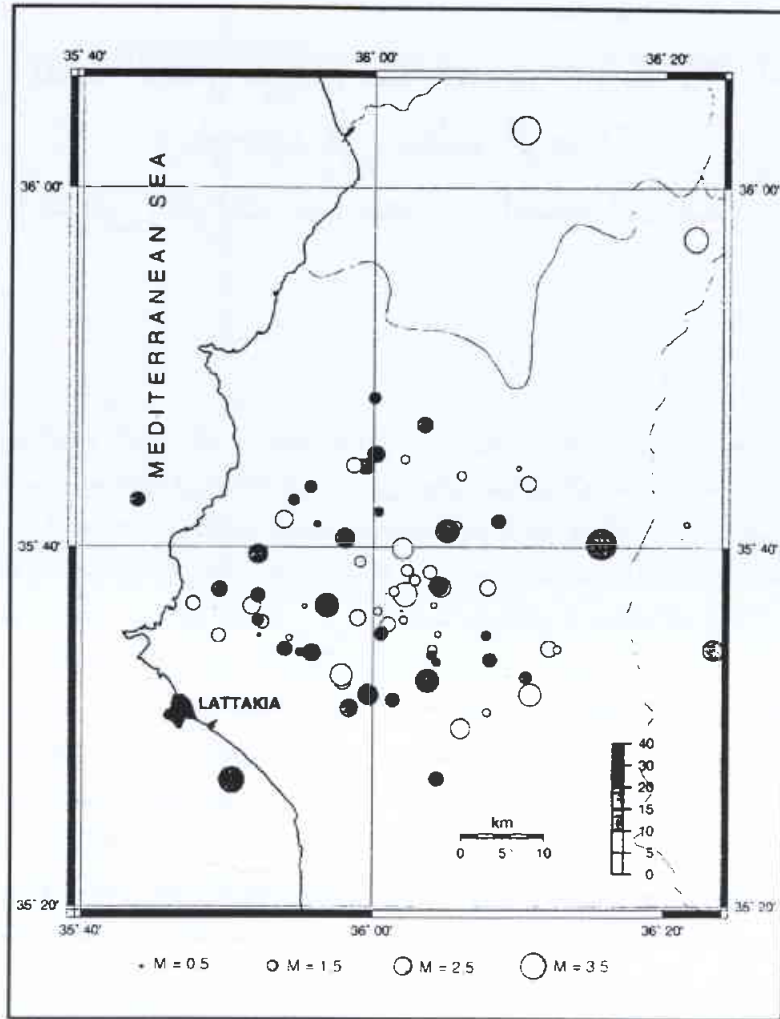 35° 40' 36° 00' 36° 20'
MEDITERRANEAN SEA
36° 00' 36° 00'
35° 40' 35° 40'
LATTAKIA
40
30
20
15
10
5
0
km
0 5 10
35° 20' 35° 20'
35° 40' 36° 00' 36° 20'
M = 0.5 M = 1.5 M = 2.5 M = 3.5